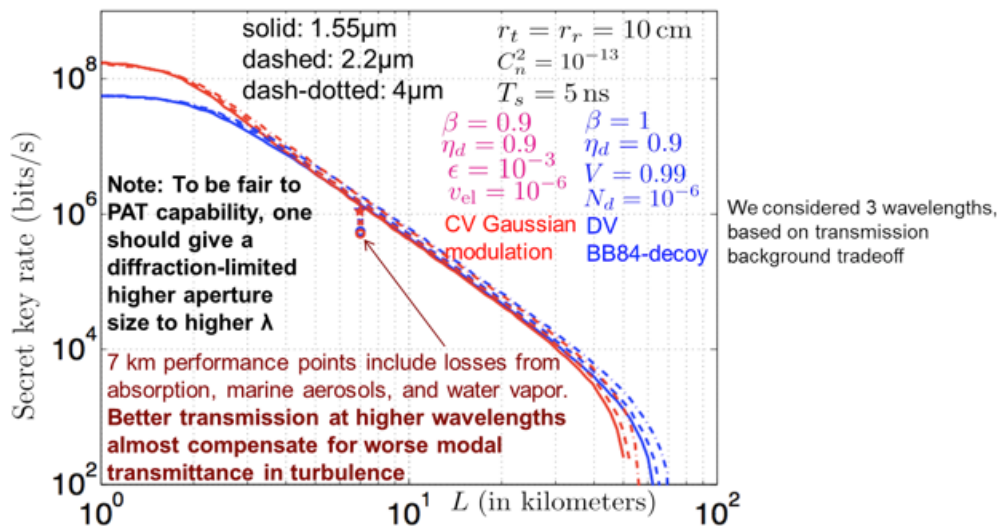 solid: 1.55μm
dashed: 2.2μm
dash-dotted: 4μm
r_t = r_r = 10 cm
C_n^2 = 10^{-13}
T_s = 5 ns
β = 0.9
η_d = 0.9
ϵ = 10^{-3}
v_el = 10^{-6}
CV Gaussian
modulation
β = 1
η_d = 0.9
V = 0.99
N_d = 10^{-6}
DV
BB84-decoy
Note: To be fair to
PAT capability, one
should give a
diffraction-limited
higher aperture
size to higher λ
7 km performance points include losses from
absorption, marine aerosols, and water vapor.
Better transmission at higher wavelengths
almost compensate for worse modal
transmittance in turbulence
We considered 3 wavelengths,
based on transmission
background tradeoff
Secret key rate (bits/s)
10^8
10^6
10^4
10^2
10^0
10^1
10^2
L (in kilometers)